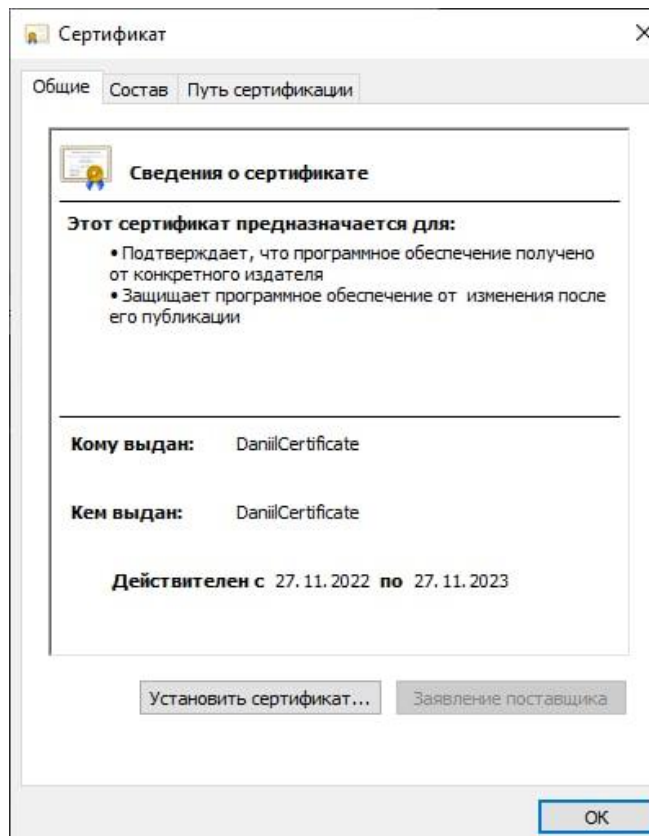 Сертификат
Общие Состав Путь сертификации
Сведения о сертификате
Этот сертификат предназначается для:
• Подтверждает, что программное обеспечение получено
от конкретного издателя
• Защищает программное обеспечение от изменения после
его публикации
Кому выдан: DaniilCertificate
Кем выдан: DaniilCertificate
Действителен с 27.11.2022 по 27.11.2023
Установить сертификат... Заявление поставщика
ОК